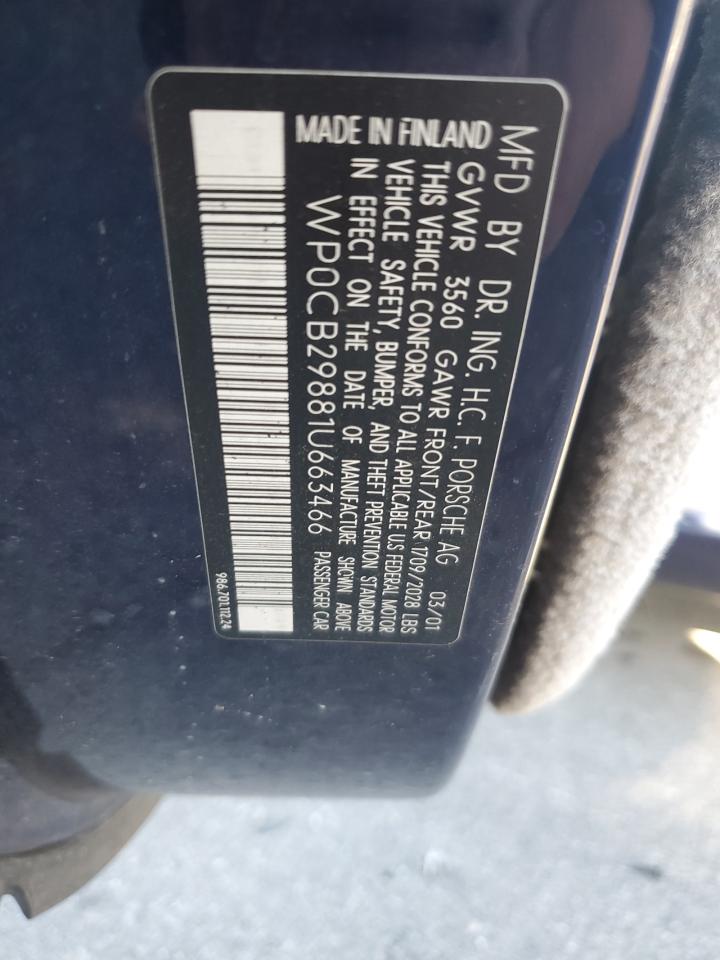 MFD BY DR. ING. H.C. F. PORSCHE AG 03/01
GVWR 3560 GAWR FRONT/REAR 1709/2028 LBS
THIS VEHICLE CONFORMS TO ALL APPLICABLE U.S FEDERAL MOTOR
VEHICLE SAFETY, BUMPER, AND THEFT PREVENTION STANDARDS
IN EFFECT ON THE DATE OF MANUFACTURE SHOWN ABOVE
MADE IN FINLAND
WP0CB29881U663466 PASSENGER CAR
986.701.112.24